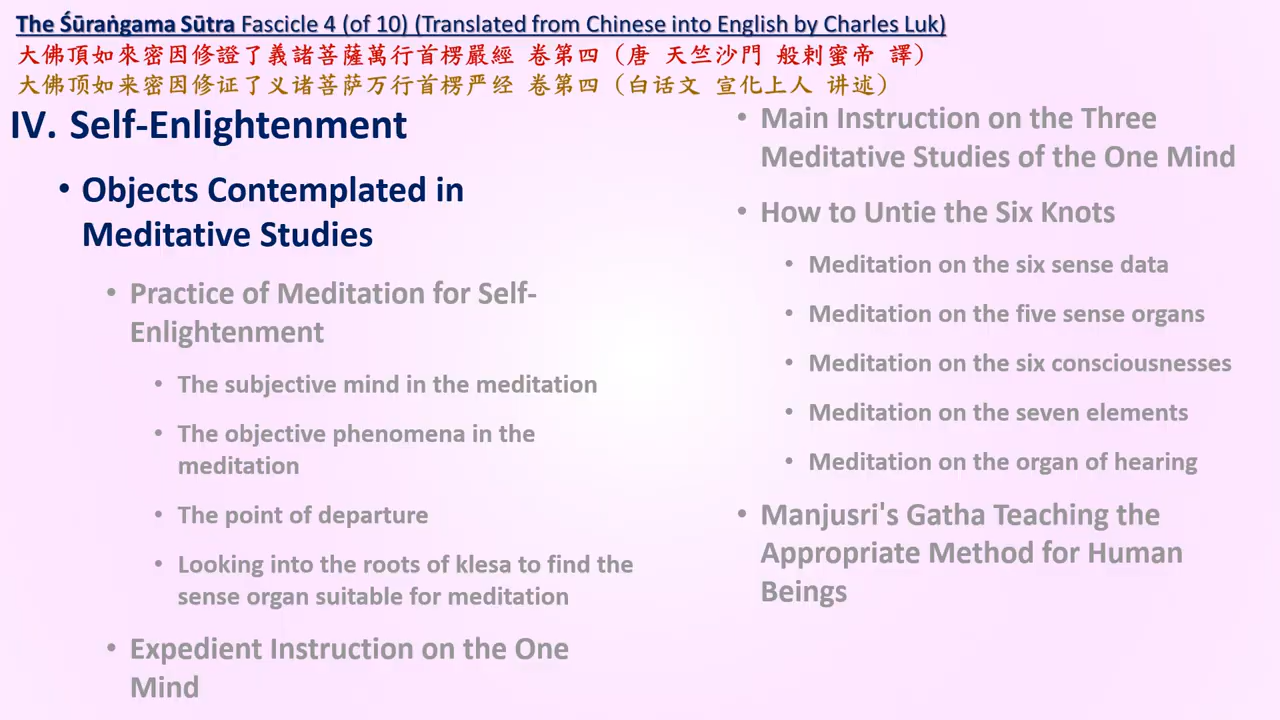 The Śūraṅgama Sūtra Fascicle 4 (of 10) (Translated from Chinese into English by Charles Luk)
大佛頂如來密因修證了義諸菩薩萬行首楞嚴經 卷第四（唐 天竺沙門 般剌蜜帝 譯）
大佛顶如来密因修证了义诸菩萨万行首楞严经 卷第四（白话文 宣化上人 讲述）
IV. Self-Enlightenment
• Objects Contemplated in
Meditative Studies
• Practice of Meditation for Self-
Enlightenment
• The subjective mind in the meditation
• The objective phenomena in the
meditation
• The point of departure
• Looking into the roots of klesa to find the
sense organ suitable for meditation
• Expedient Instruction on the One
Mind
• Main Instruction on the Three
Meditative Studies of the One Mind
• How to Untie the Six Knots
• Meditation on the six sense data
• Meditation on the five sense organs
• Meditation on the six consciousnesses
• Meditation on the seven elements
• Meditation on the organ of hearing
• Manjusri's Gatha Teaching the
Appropriate Method for Human
Beings